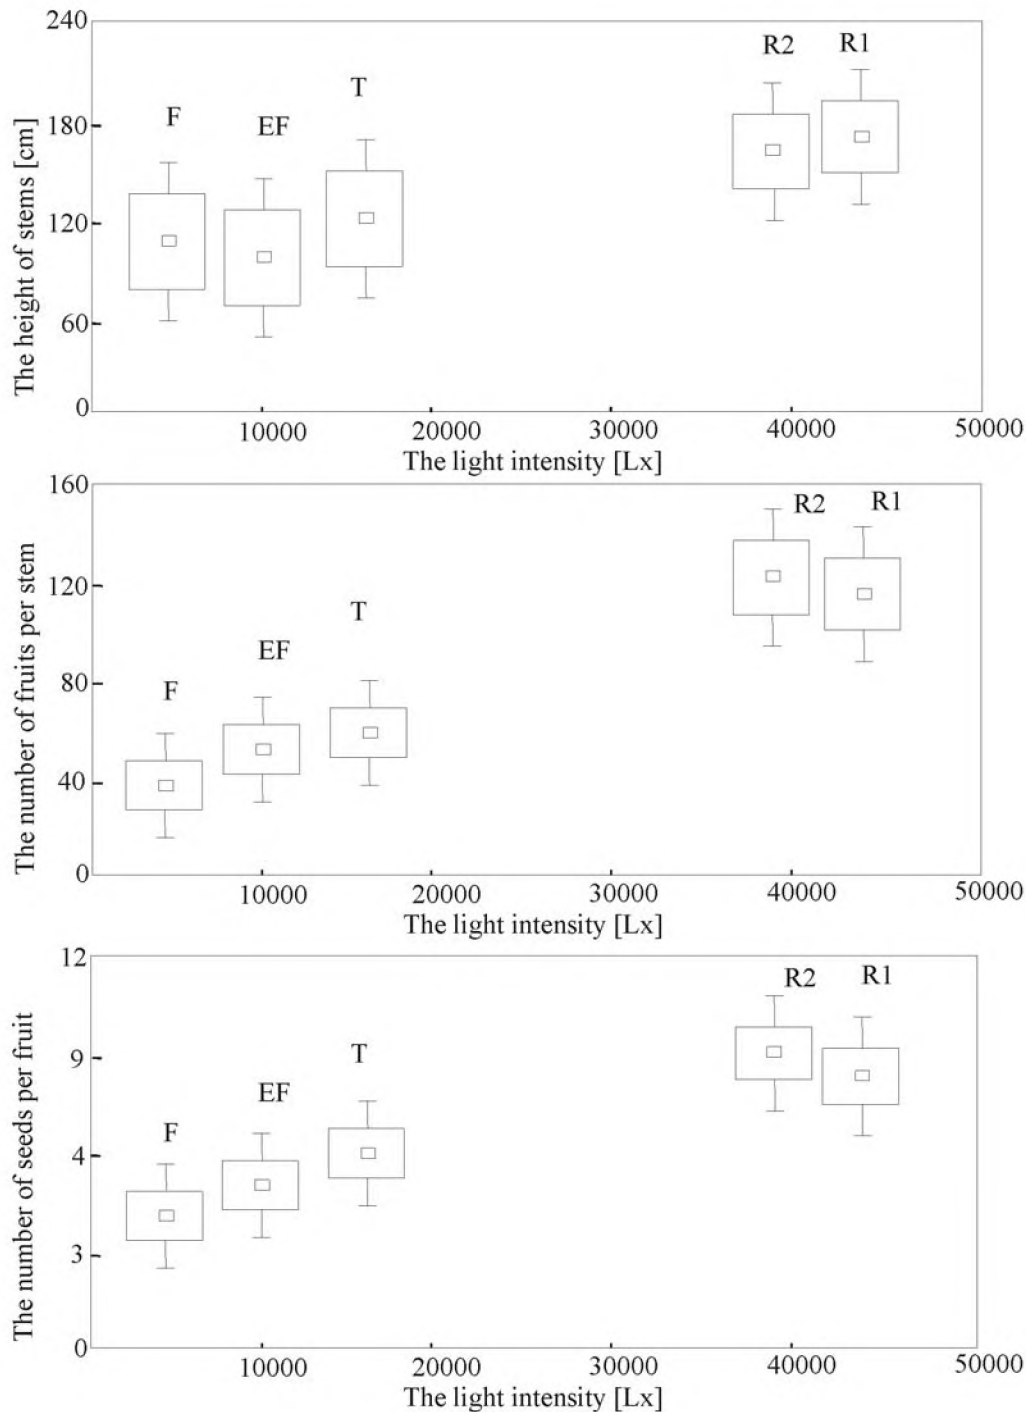 240
R2 R1
T
F
EF
180
120
60
0
The height of stems [cm]
10000 20000 30000 40000 50000
The light intensity [Lx]
160
R2 R1
120
T
EF
80
F
40
0
The number of fruits per stem
10000 20000 30000 40000 50000
The light intensity [Lx]
12
R2 R1
9
T
EF
F
4
3
0
The number of seeds per fruit
10000 20000 30000 40000 50000
The light intensity [Lx]